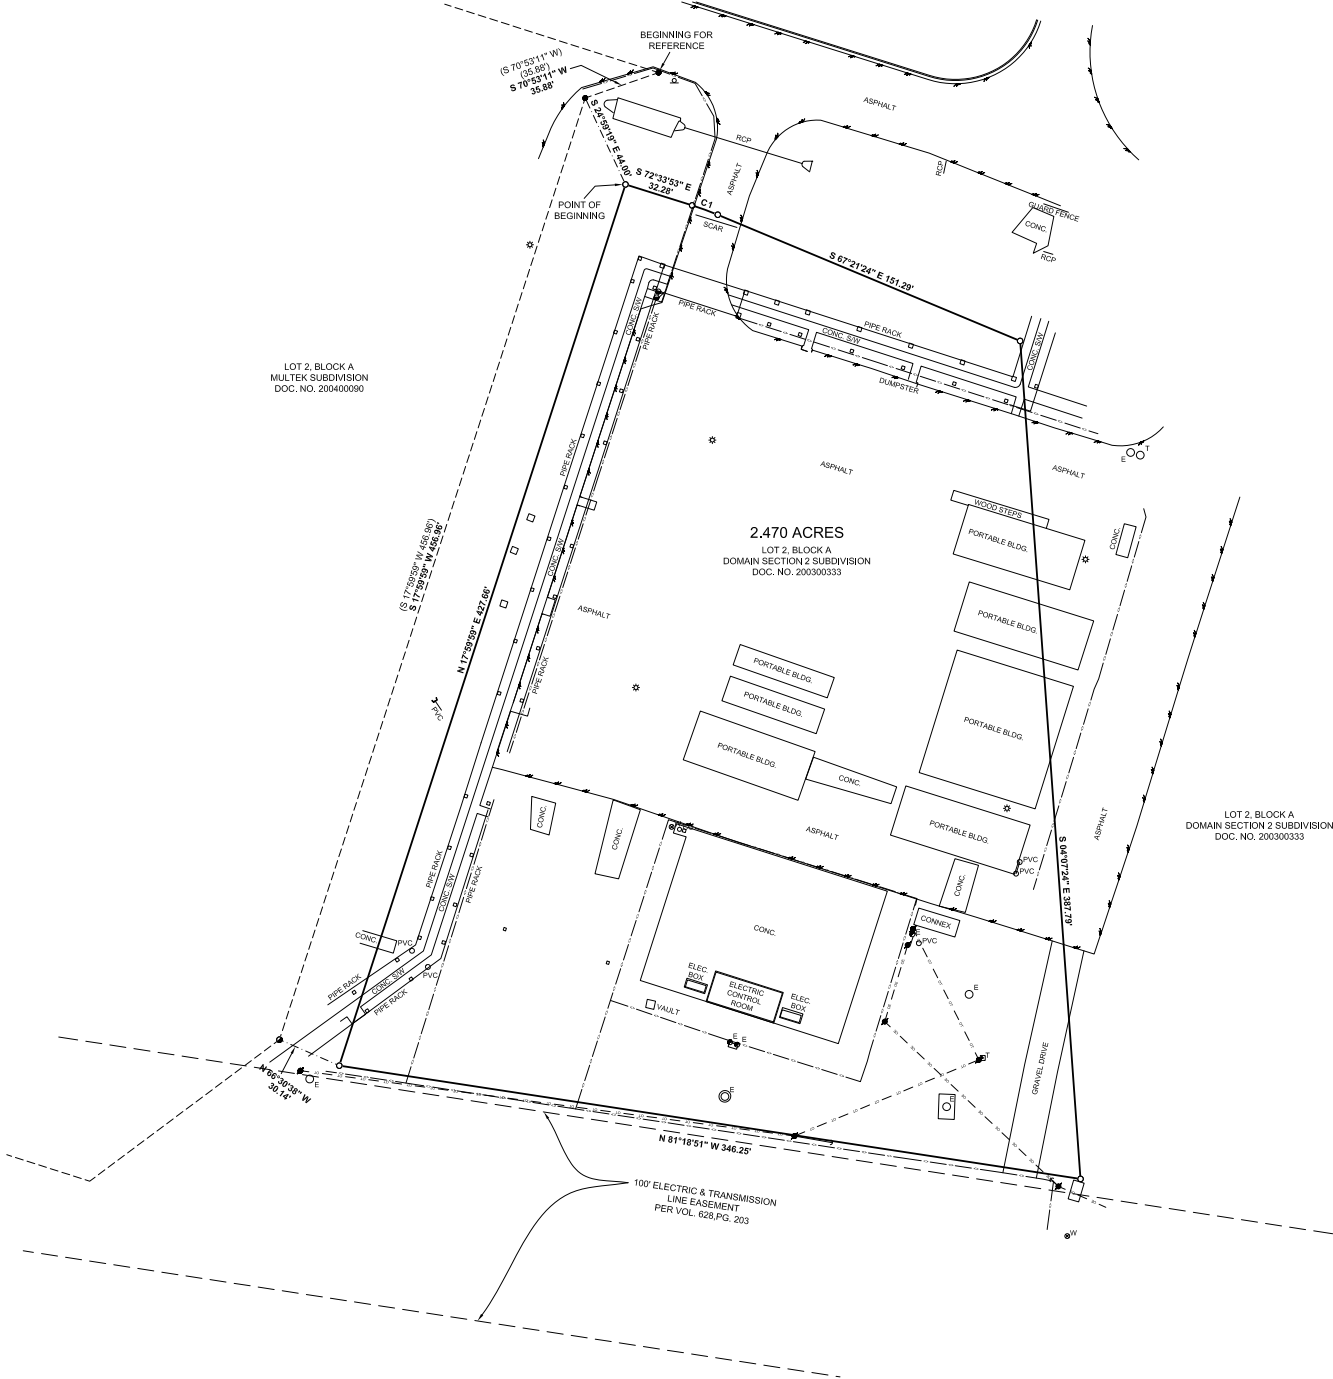 BEGINNING FOR
REFERENCE
(S 70°53'11" W)
(35.88')
S 70°53'11" W
35.88'
S 24°59'19" E 44.00'
S 72°33'53" E
32.28'
C1
POINT OF
BEGINNING
SCAR
RCP
ASPHALT
ASPHALT
RCP
GUARD FENCE
CONC.
RCP
S 67°21'24" E 151.29'
PIPE RACK
PIPE RACK
CONC. S/W
CONC. S/W
PIPE RACK
CONC. S/W
DUMPSTER
LOT 2, BLOCK A
MULTEK SUBDIVISION
DOC. NO. 200400090
PIPE RACK
ASPHALT
ASPHALT
E
T
WOOD STEPS
PORTABLE BLDG.
CONC.
2.470 ACRES
LOT 2, BLOCK A
DOMAIN SECTION 2 SUBDIVISION
DOC. NO. 200300333
CONC. S/W
(S 17°59'59" W 456.96')
S 17°59'59" W 456.96'
N 17°59'59" E 427.66'
ASPHALT
PORTABLE BLDG.
PIPE RACK
PORTABLE BLDG.
PORTABLE BLDG.
PORTABLE BLDG.
PORTABLE BLDG.
PVC
CONC.
CONC.
CONC.
ASPHALT
PORTABLE BLDG.
ASPHALT
LOT 2, BLOCK A
DOMAIN SECTION 2 SUBDIVISION
DOC. NO. 200300333
S 04°07'24" E 387.79'
PVC
PVC
PIPE RACK
CONC. S/W
PIPE RACK
CONC.
CONNEX
CONC.
E
PVC
CONC.
PVC
PVC
PIPE RACK
CONC. S/W
PIPE RACK
ELEC.
BOX
ELECTRIC
CONTROL
ROOM
ELEC.
BOX
VAULT
E
E
E
T
GRAVEL DRIVE
E
E
E
N 66°30'38" W
30.14'
N 81°18'51" W 346.25'
100' ELECTRIC & TRANSMISSION
LINE EASEMENT
PER VOL. 628,PG. 203
W